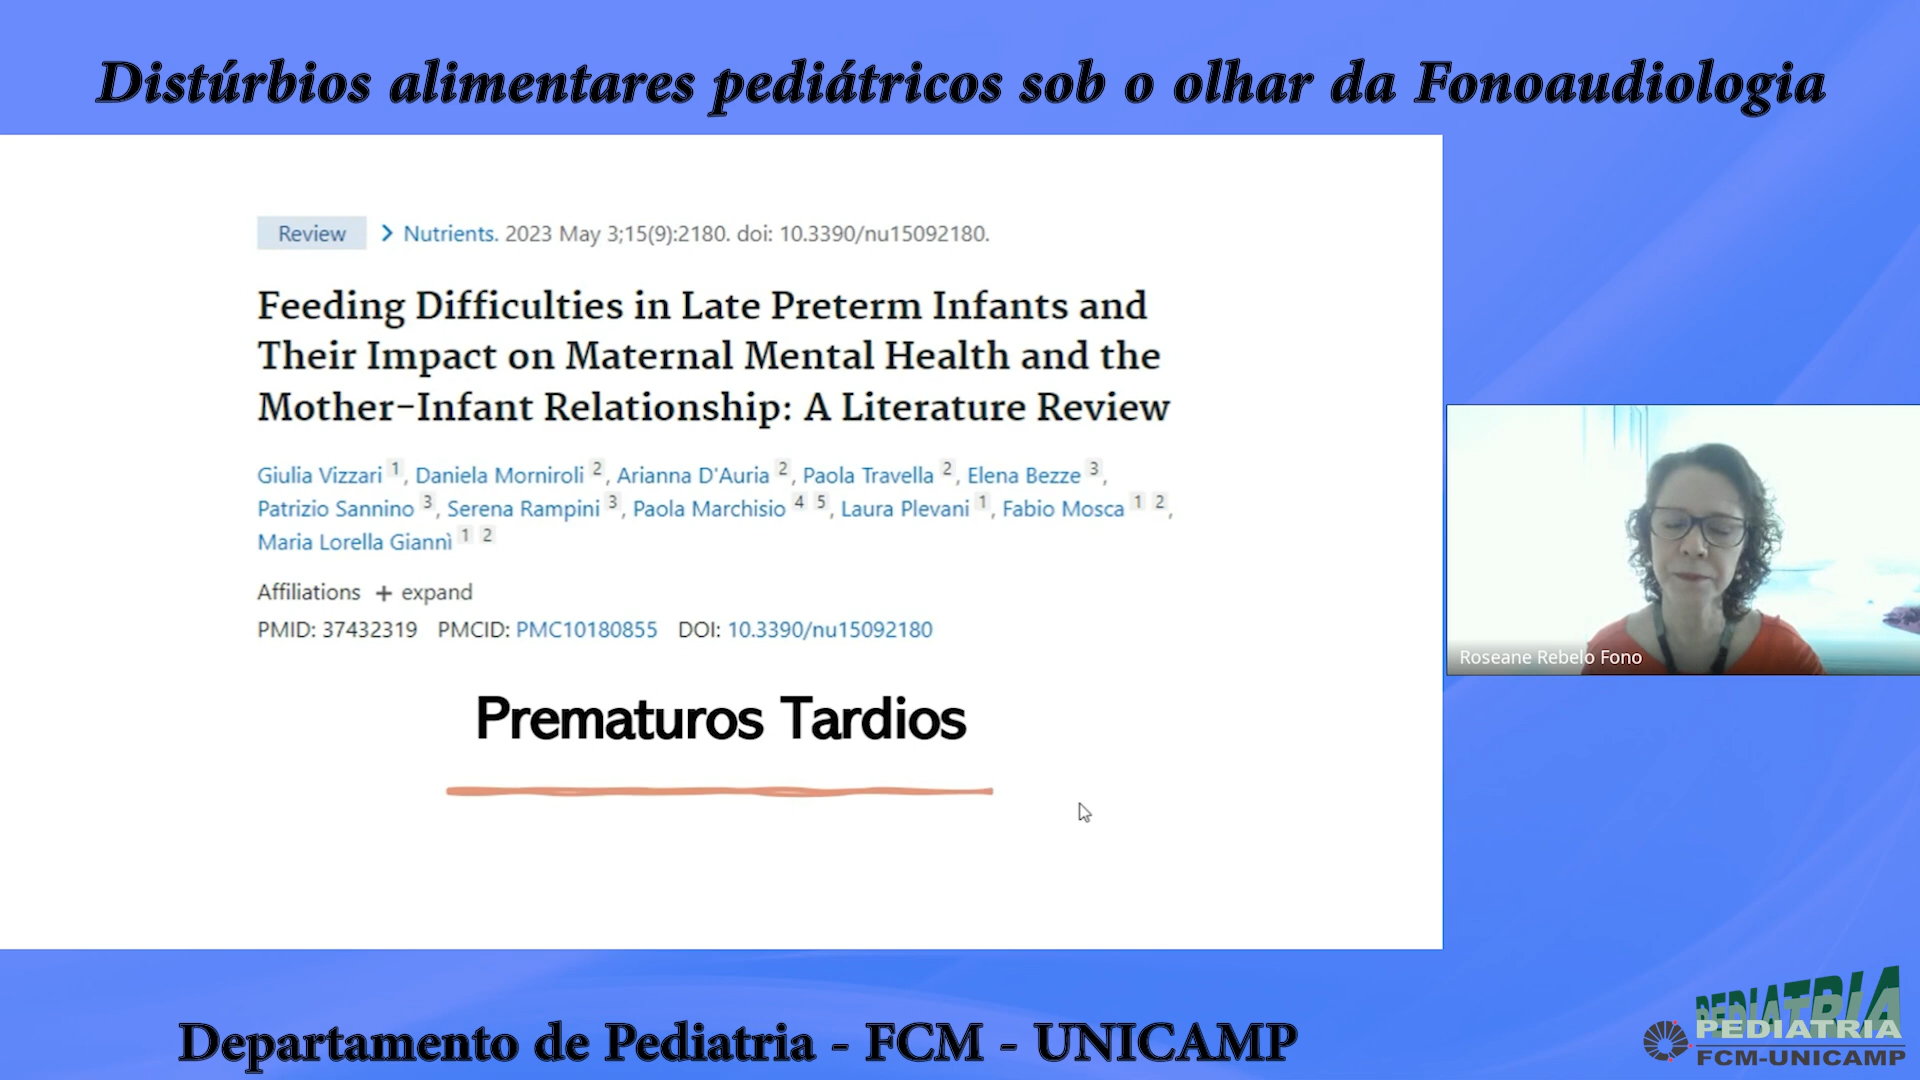 Distúrbios alimentares pediátricos sob o olhar da Fonoaudiologia
Review > Nutrients. 2023 May 3;15(9):2180. doi: 10.3390/nu15092180.
Feeding Difficulties in Late Preterm Infants and
Their Impact on Maternal Mental Health and the
Mother-Infant Relationship: A Literature Review
Giulia Vizzari 1, Daniela Morniroli 2, Arianna D'Auria 2, Paola Travella 2, Elena Bezze 3,
Patrizio Sannino 3, Serena Rampini 3, Paola Marchisio 4 5, Laura Plevani 1, Fabio Mosca 1 2,
Maria Lorella Giannì 1 2
Affiliations + expand
PMID: 37432319 PMCID: PMC10180855 DOI: 10.3390/nu15092180
Prematuros Tardios
Roseane Rebelo Fono
Departamento de Pediatria - FCM - UNICAMP
PEDIATRIA
PEDIATRIA
FCM-UNICAMP